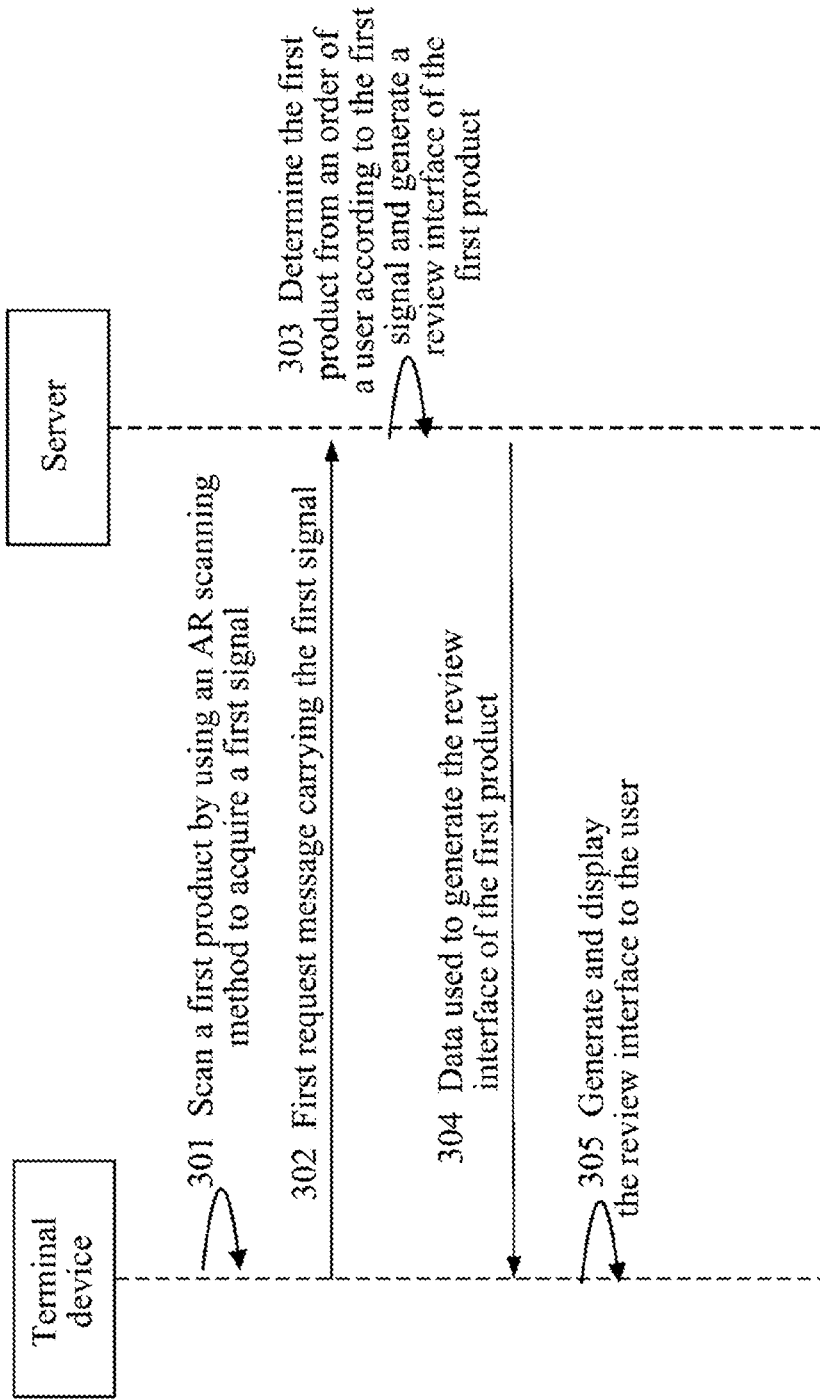 Terminal
device
Server
301 Scan a first product by using an AR scanning
method to acquire a first signal
302 First request message carrying the first signal
303 Determine the first
product from an order of
a user according to the first
signal and generate a
review interface of the
first product
304 Data used to generate the review
interface of the first product
305 Generate and display
the review interface to the user